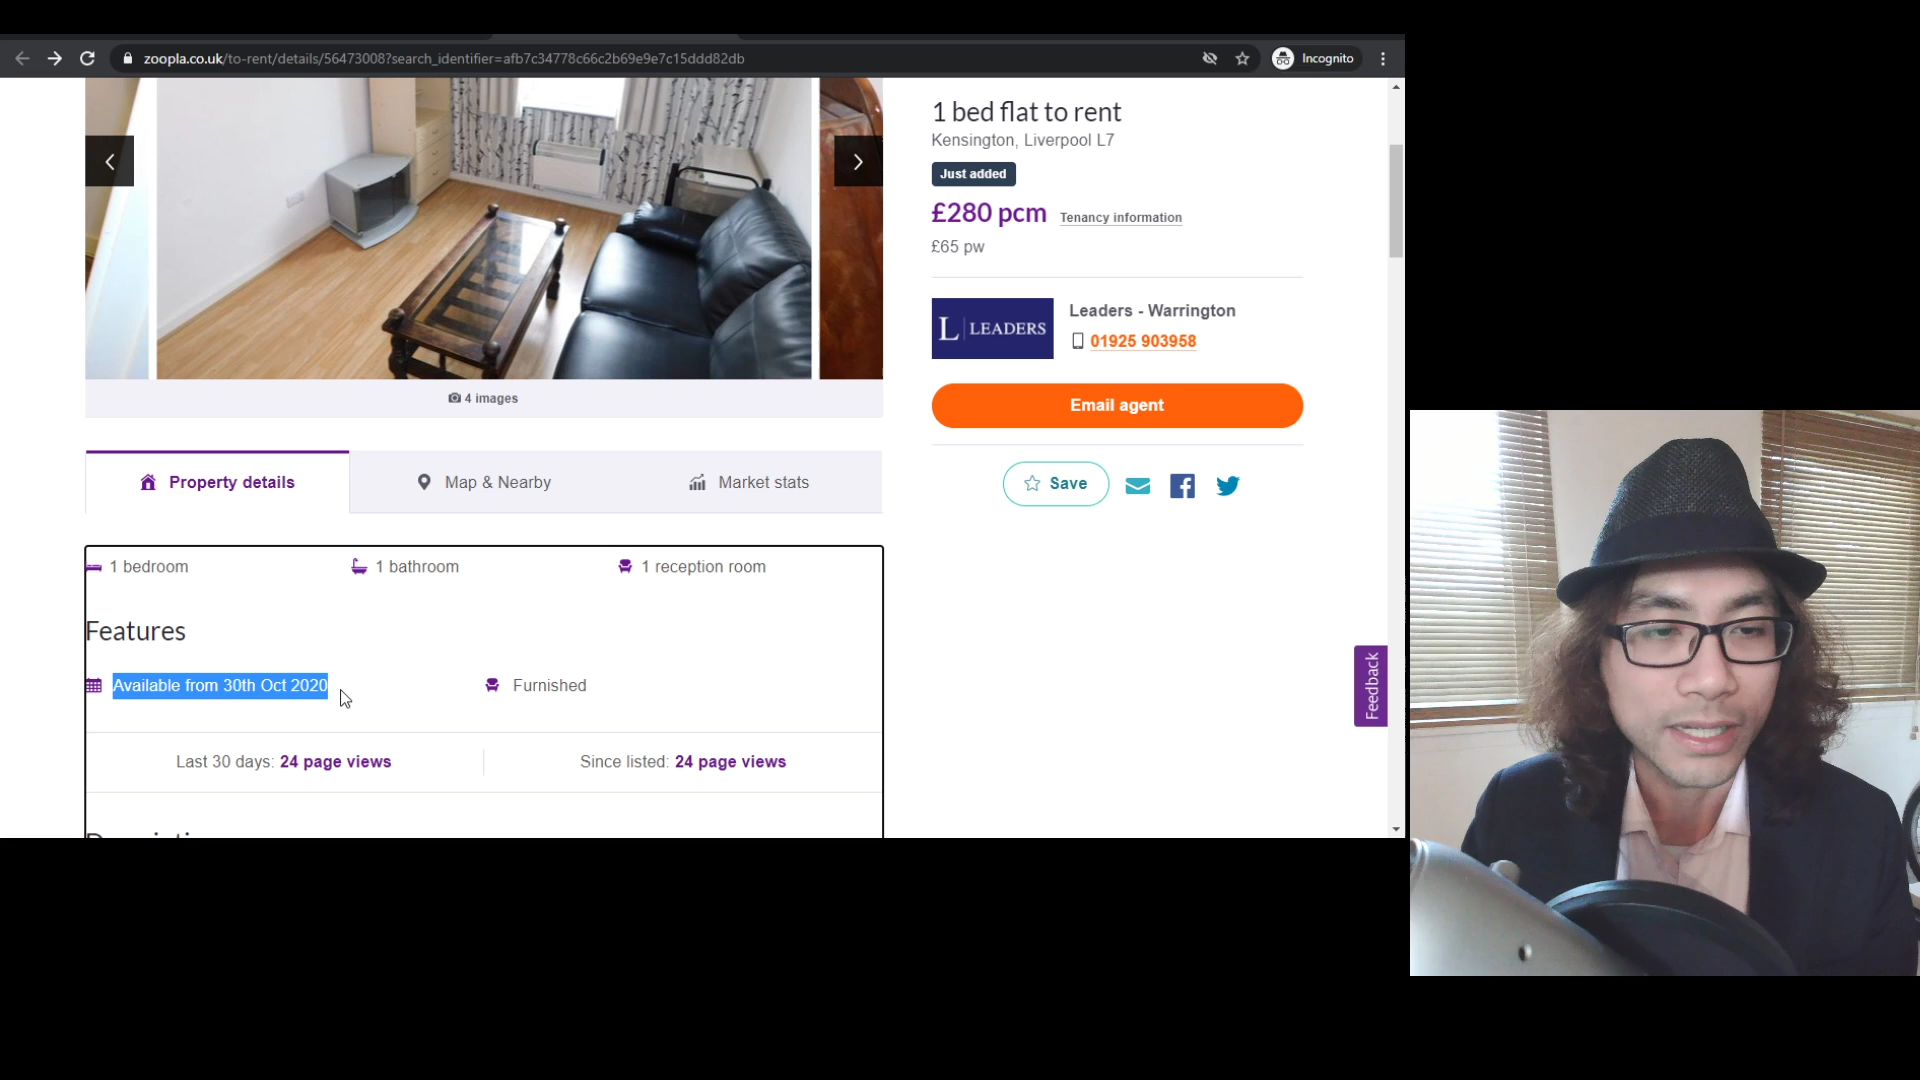 zoopla.co.uk/to-rent/details/56473008?search_identifier=afb7c34778c66c2b69e9e7c15ddd82db
Incognito
1 bed flat to rent
Kensington, Liverpool L7
Just added
£280 pcm Tenancy information
£65 pw
L LEADERS
Leaders - Warrington
01925 903958
Email agent
Save
4 images
Property details
Map & Nearby
Market stats
1 bedroom
1 bathroom
1 reception room
Features
Available from 30th Oct 2020
Furnished
Last 30 days: 24 page views
Since listed: 24 page views
Feedback